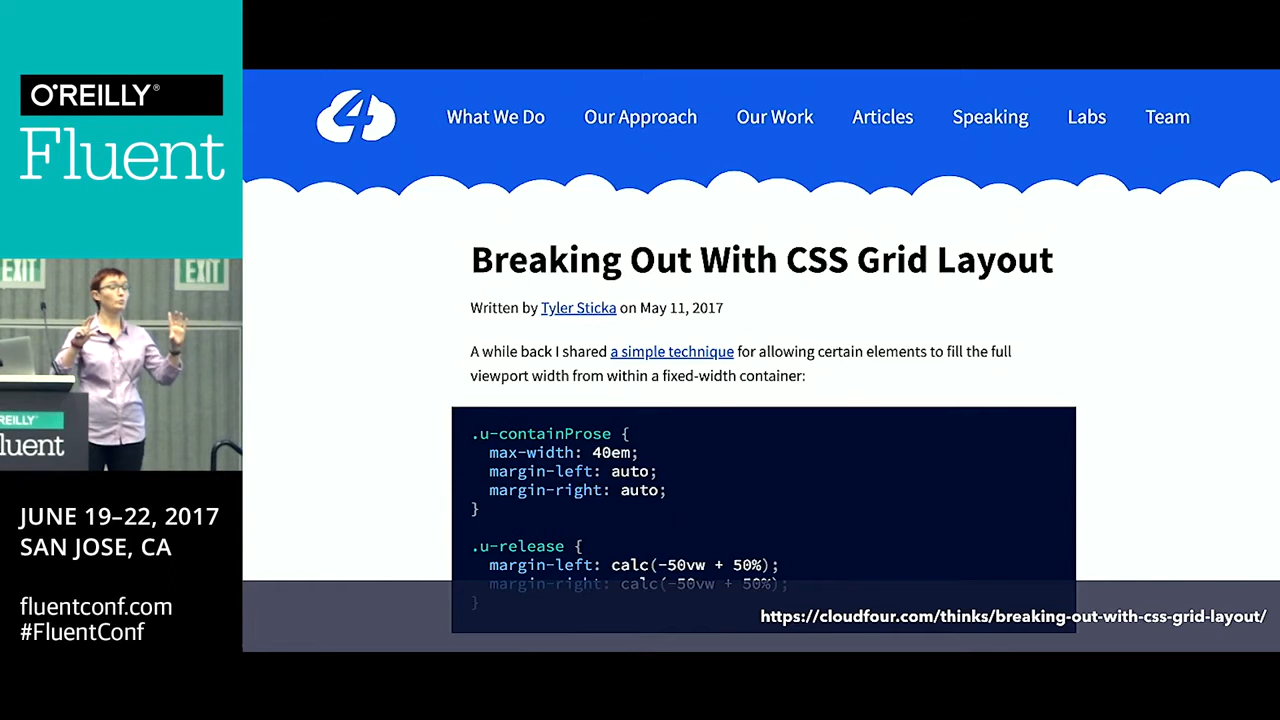 O'REILLY®
Fluent
EXIT
EXIT
REILLY
luent
JUNE 19–22, 2017
SAN JOSE, CA
fluentconf.com
#FluentConf
4
What We Do
Our Approach
Our Work
Articles
Speaking
Labs
Team
Breaking Out With CSS Grid Layout
Written by Tyler Sticka on May 11, 2017
A while back I shared a simple technique for allowing certain elements to fill the full
viewport width from within a fixed-width container:
.u-containProse {
max-width: 40em;
margin-left: auto;
margin-right: auto;
}
.u-release {
margin-left: calc(-50vw + 50%);
margin-right: calc(-50vw + 50%);
}
https://cloudfour.com/thinks/breaking-out-with-css-grid-layout/